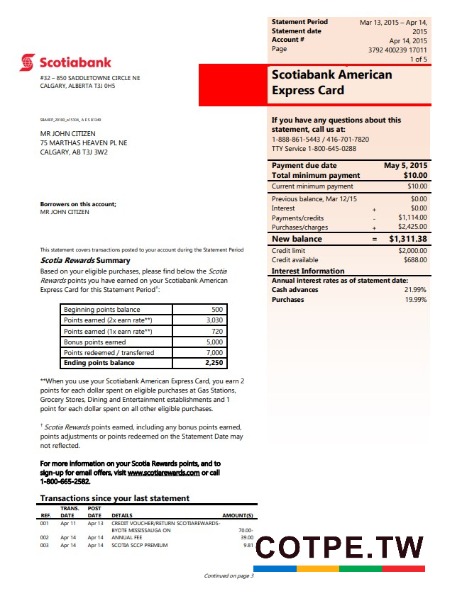 Statement Period Mar 13, 2015 – Apr 14, 2015
Statement date Apr 14, 2015
Account # 3792 400239 17011
Page 1 of 5
Scotiabank
#32 – 850 SADDLETOWNE CIRCLE NE
CALGARY, ALBERTA T3J 0H5
Scotiabank American
Express Card
MR JOHN CITIZEN
75 MARTHAS HEAVEN PL NE
CALGARY, AB T3J 3W2
If you have any questions about this
statement, call us at:
1-888-861-5443 / 416-701-7820
TTY Service 1-800-645-0288
Payment due date May 5, 2015
Total minimum payment $10.00
Current minimum payment $10.00
Previous balance, Mar 12/15 $0.00
Interest + $0.00
Payments/credits - $1,114.00
Purchases/charges + $2,425.00
New balance = $1,311.38
Credit limit $2,000.00
Credit available $688.00
Interest Information
Annual interest rates as of statement date:
Cash advances 21.99%
Purchases 19.99%
Borrowers on this account;
MR JOHN CITIZEN
This statement covers transactions posted to your account during the Statement Period
Scotia Rewards Summary
Based on your eligible purchases, please find below the Scotia
Rewards points you have earned on your Scotiabank American
Express Card for this Statement Period¹:
Beginning points balance 500
Points earned (2x earn rate**) 3,030
Points earned (1x earn rate**) 720
Bonus points earned 5,000
Points redeemed / transferred 7,000
Ending points balance 2,250
**When you use your Scotiabank American Express Card, you earn 2
points for each dollar spent on eligible purchases at Gas Stations,
Grocery Stores, Dining and Entertainment establishments and 1
point for each dollar spent on all other eligible purchases.
¹ Scotia Rewards points earned, including any bonus points earned,
points adjustments or points redeemed on the Statement Date may
not reflected.
For more information on your Scotia Rewards points, and to
sign-up for email offers, visit www.scotiarewards.com or call
1-800-665-2582.
Transactions since your last statement
REF. TRANS. DATE POST DATE DETAILS AMOUNT($)
001 Apr 11 Apr 13 CREDIT VOUCHER/RETURN SCOTIAREWARDS-
RYOTE MISSISSAUGA ON 70.00-
002 Apr 14 Apr 14 ANNUAL FEE 39.00
003 Apr 14 Apr 14 SCOTIA SCCP PREMIUM 9.81
Continued on page 3
COTPE.TW